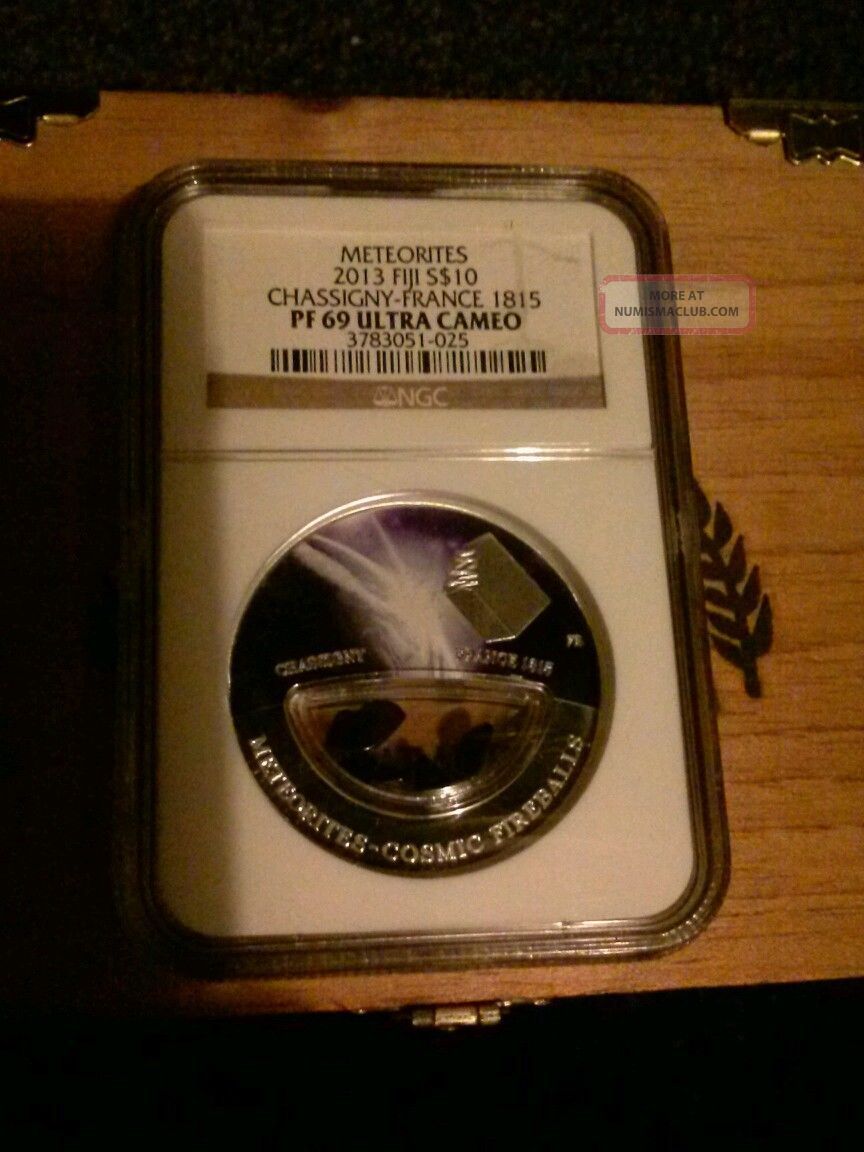 METEORITES
2013 FIJI S$10
CHASSIGNY-FRANCE 1815
PF 69 ULTRA CAMEO
3783051-025
NGC
MORE AT
NUMISMACLUB.COM
CHASSIGNY
FRANCE 1815
METEORITES-COSMIC FIREBALLS